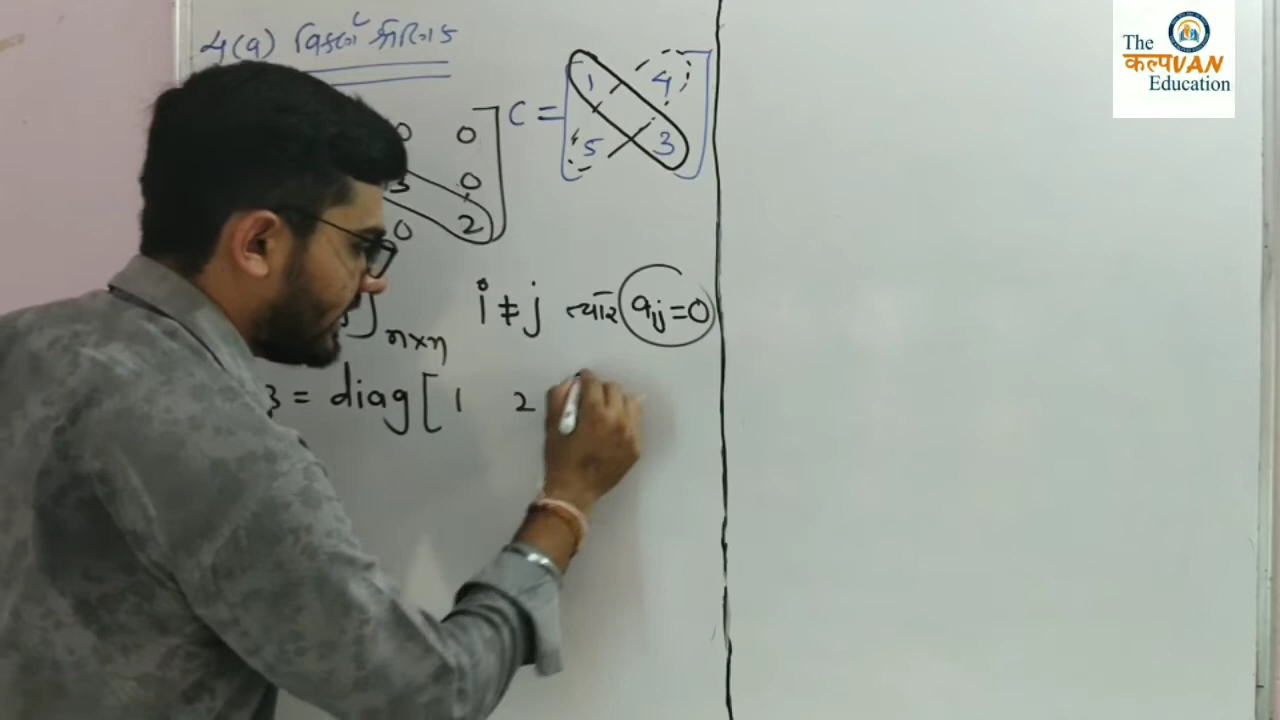 ૫(a) વિકર્ણ શ્રેણિક
0 0
3 0
0 2
C = 1 4
5 3
]n×n i ≠ j ત્યારે aij = 0
= diag [ 1 2
The
कल्पVAN
Education